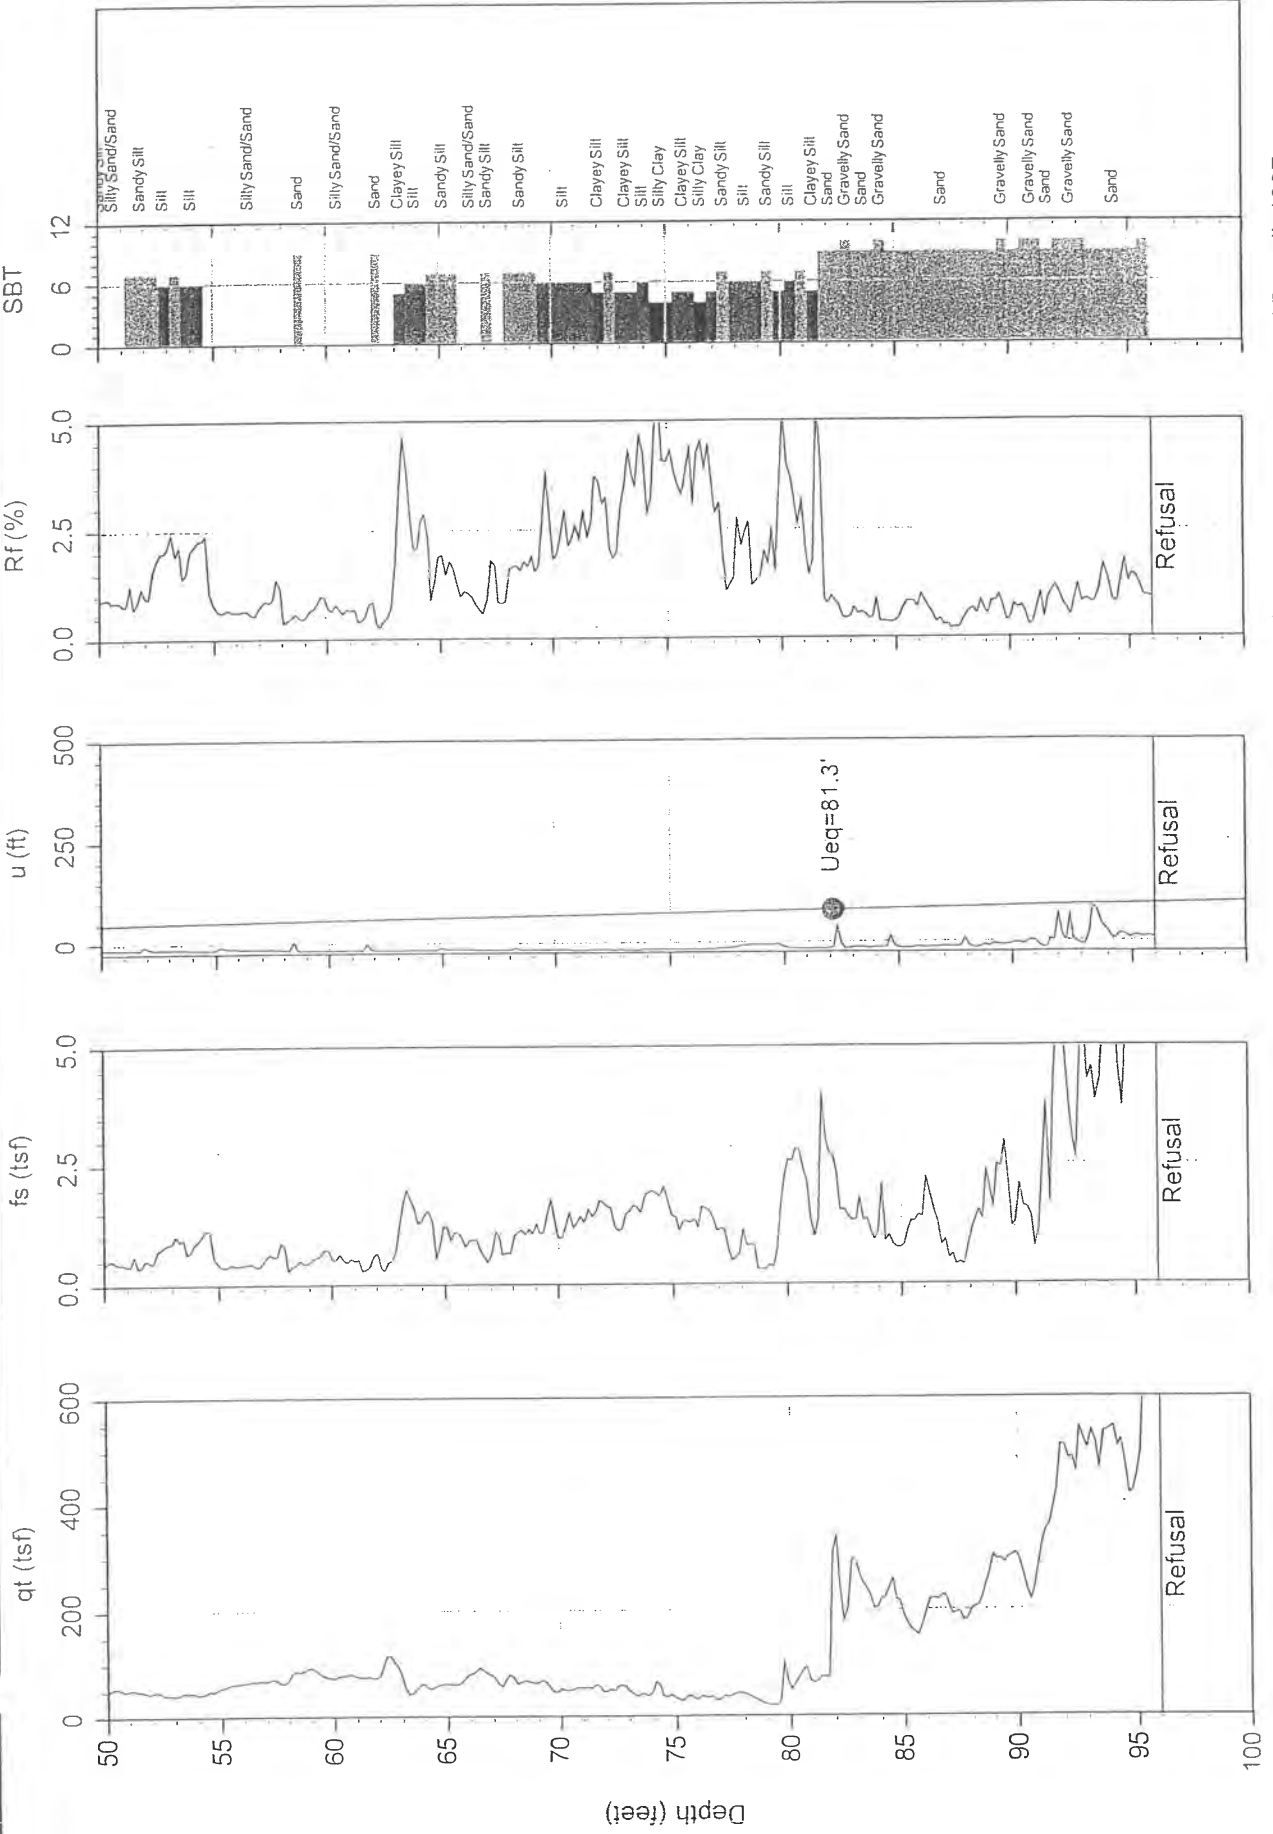 SBT
0
6
12
Silty Sand/Sand
Sandy Silt
Silt
Silt
Silty Sand/Sand
Sand
Silty Sand/Sand
Sand
Clayey Silt
Silt
Sandy Silt
Silty Sand/Sand
Sandy Silt
Sandy Silt
Silt
Clayey Silt
Clayey Silt
Silt
Silty Clay
Clayey Silt
Silty Clay
Sandy Silt
Silt
Sandy Silt
Silt
Clayey Silt
Sand
Gravelly Sand
Sand
Gravelly Sand
Sand
Gravelly Sand
Gravelly Sand
Sand
Gravelly Sand
Sand
Rf (%)
0.0
2.5
5.0
Refusal
u (ft)
0
250
500
Ueq=81.3'
Refusal
fs (tsf)
0.0
2.5
5.0
Refusal
qt (tsf)
0
200
400
600
Refusal
50
55
60
65
70
75
80
85
90
95
100
Depth (feet)